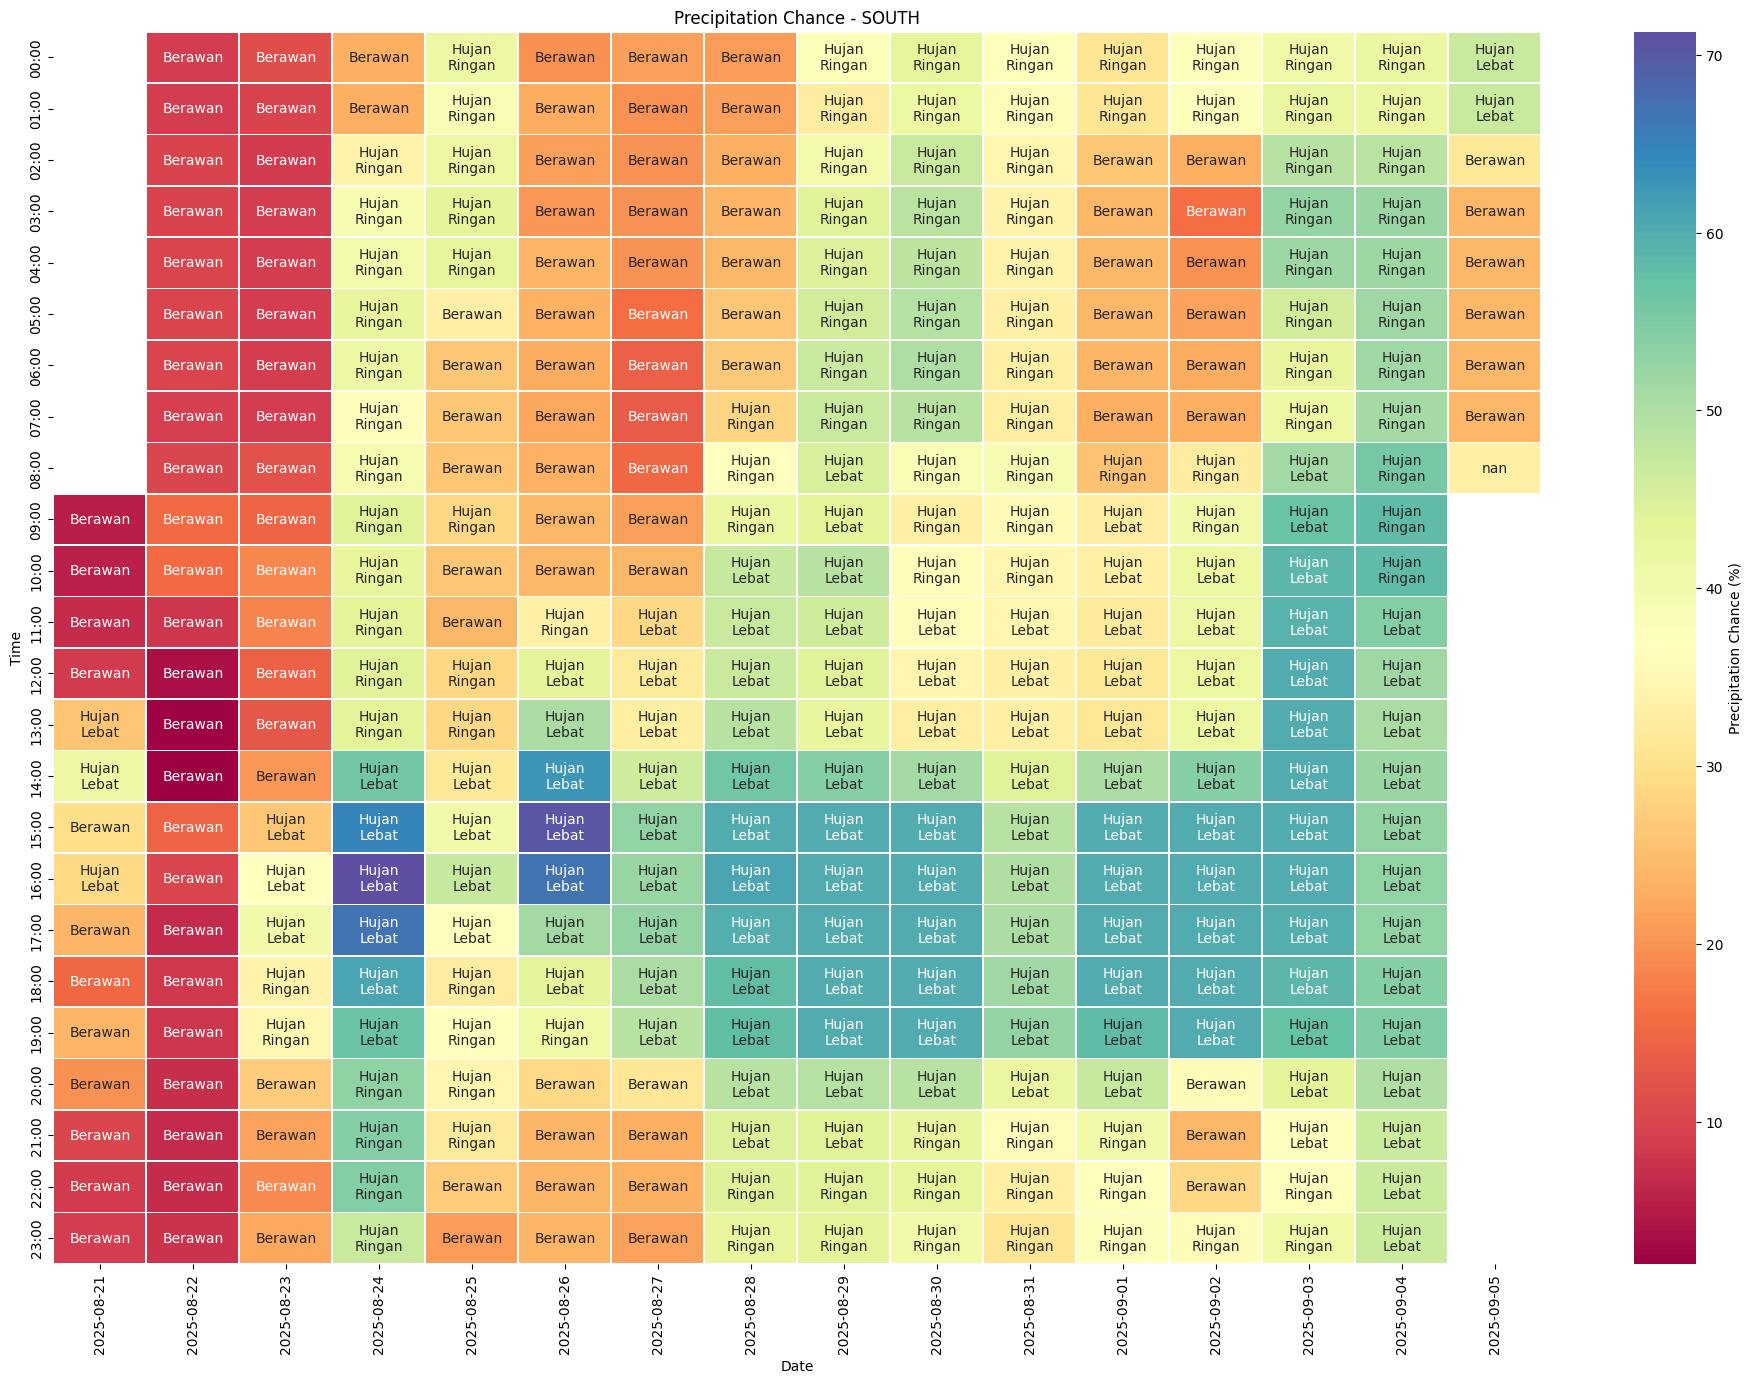 Precipitation Chance - SOUTH
00:00 Berawan Berawan Berawan Hujan Ringan Berawan Berawan Berawan Hujan Ringan Hujan Ringan Hujan Ringan Hujan Ringan Hujan Ringan Hujan Ringan Hujan Ringan Hujan Lebat
01:00 Berawan Berawan Berawan Hujan Ringan Berawan Berawan Berawan Hujan Ringan Hujan Ringan Hujan Ringan Hujan Ringan Hujan Ringan Hujan Ringan Hujan Ringan Hujan Lebat
02:00 Berawan Berawan Hujan Ringan Hujan Ringan Berawan Berawan Berawan Hujan Ringan Hujan Ringan Hujan Ringan Berawan Berawan Hujan Ringan Hujan Ringan Berawan
03:00 Berawan Berawan Hujan Ringan Hujan Ringan Berawan Berawan Berawan Hujan Ringan Hujan Ringan Hujan Ringan Berawan Berawan Hujan Ringan Hujan Ringan Berawan
04:00 Berawan Berawan Hujan Ringan Hujan Ringan Berawan Berawan Berawan Hujan Ringan Hujan Ringan Hujan Ringan Berawan Berawan Hujan Ringan Hujan Ringan Berawan
05:00 Berawan Berawan Hujan Ringan Berawan Berawan Berawan Berawan Hujan Ringan Hujan Ringan Hujan Ringan Berawan Berawan Hujan Ringan Hujan Ringan Berawan
06:00 Berawan Berawan Hujan Ringan Berawan Berawan Berawan Berawan Hujan Ringan Hujan Ringan Hujan Ringan Berawan Berawan Hujan Ringan Hujan Ringan Berawan
07:00 Berawan Berawan Hujan Ringan Berawan Berawan Berawan Hujan Ringan Hujan Ringan Hujan Ringan Hujan Ringan Berawan Berawan Hujan Ringan Hujan Ringan Berawan
08:00 Berawan Berawan Hujan Ringan Berawan Berawan Berawan Hujan Ringan Hujan Lebat Hujan Ringan Hujan Ringan Hujan Ringan Hujan Ringan Hujan Lebat Hujan Ringan nan
09:00 Berawan Berawan Berawan Hujan Ringan Hujan Ringan Berawan Berawan Hujan Ringan Hujan Lebat Hujan Ringan Hujan Ringan Hujan Lebat Hujan Ringan Hujan Lebat Hujan Ringan
10:00 Berawan Berawan Berawan Hujan Ringan Berawan Berawan Berawan Hujan Lebat Hujan Lebat Hujan Ringan Hujan Ringan Hujan Lebat Hujan Lebat Hujan Lebat Hujan Ringan
11:00 Berawan Berawan Berawan Hujan Ringan Berawan Hujan Ringan Hujan Lebat Hujan Lebat Hujan Lebat Hujan Lebat Hujan Lebat Hujan Lebat Hujan Lebat Hujan Lebat Hujan Lebat
12:00 Berawan Berawan Berawan Hujan Ringan Hujan Ringan Hujan Lebat Hujan Lebat Hujan Lebat Hujan Lebat Hujan Lebat Hujan Lebat Hujan Lebat Hujan Lebat Hujan Lebat Hujan Lebat
13:00 Hujan Lebat Berawan Berawan Hujan Ringan Hujan Ringan Hujan Lebat Hujan Lebat Hujan Lebat Hujan Lebat Hujan Lebat Hujan Lebat Hujan Lebat Hujan Lebat Hujan Lebat Hujan Lebat
14:00 Hujan Lebat Berawan Berawan Hujan Lebat Hujan Lebat Hujan Lebat Hujan Lebat Hujan Lebat Hujan Lebat Hujan Lebat Hujan Lebat Hujan Lebat Hujan Lebat Hujan Lebat Hujan Lebat
15:00 Berawan Berawan Hujan Lebat Hujan Lebat Hujan Lebat Hujan Lebat Hujan Lebat Hujan Lebat Hujan Lebat Hujan Lebat Hujan Lebat Hujan Lebat Hujan Lebat Hujan Lebat Hujan Lebat
16:00 Hujan Lebat Berawan Hujan Lebat Hujan Lebat Hujan Lebat Hujan Lebat Hujan Lebat Hujan Lebat Hujan Lebat Hujan Lebat Hujan Lebat Hujan Lebat Hujan Lebat Hujan Lebat Hujan Lebat
17:00 Berawan Berawan Hujan Lebat Hujan Lebat Hujan Lebat Hujan Lebat Hujan Lebat Hujan Lebat Hujan Lebat Hujan Lebat Hujan Lebat Hujan Lebat Hujan Lebat Hujan Lebat Hujan Lebat
18:00 Berawan Berawan Hujan Ringan Hujan Lebat Hujan Ringan Hujan Lebat Hujan Lebat Hujan Lebat Hujan Lebat Hujan Lebat Hujan Lebat Hujan Lebat Hujan Lebat Hujan Lebat Hujan Lebat
19:00 Berawan Berawan Hujan Ringan Hujan Lebat Hujan Ringan Hujan Ringan Hujan Lebat Hujan Lebat Hujan Lebat Hujan Lebat Hujan Lebat Hujan Lebat Hujan Lebat Hujan Lebat Hujan Lebat
20:00 Berawan Berawan Berawan Hujan Ringan Hujan Ringan Berawan Berawan Hujan Lebat Hujan Lebat Hujan Lebat Hujan Lebat Hujan Lebat Berawan Hujan Lebat Hujan Lebat
21:00 Berawan Berawan Berawan Hujan Ringan Hujan Ringan Berawan Berawan Hujan Lebat Hujan Lebat Hujan Ringan Hujan Ringan Hujan Ringan Berawan Hujan Lebat Hujan Lebat
22:00 Berawan Berawan Berawan Hujan Ringan Berawan Berawan Berawan Hujan Ringan Hujan Ringan Hujan Ringan Hujan Ringan Hujan Ringan Berawan Hujan Ringan Hujan Lebat
23:00 Berawan Berawan Berawan Hujan Ringan Berawan Berawan Berawan Hujan Ringan Hujan Ringan Hujan Ringan Hujan Ringan Hujan Ringan Hujan Ringan Hujan Ringan Hujan Lebat
2025-08-21 2025-08-22 2025-08-23 2025-08-24 2025-08-25 2025-08-26 2025-08-27 2025-08-28 2025-08-29 2025-08-30 2025-08-31 2025-09-01 2025-09-02 2025-09-03 2025-09-04 2025-09-05
Date
Time
70
60
50
40
30
20
10
Precipitation Chance (%)